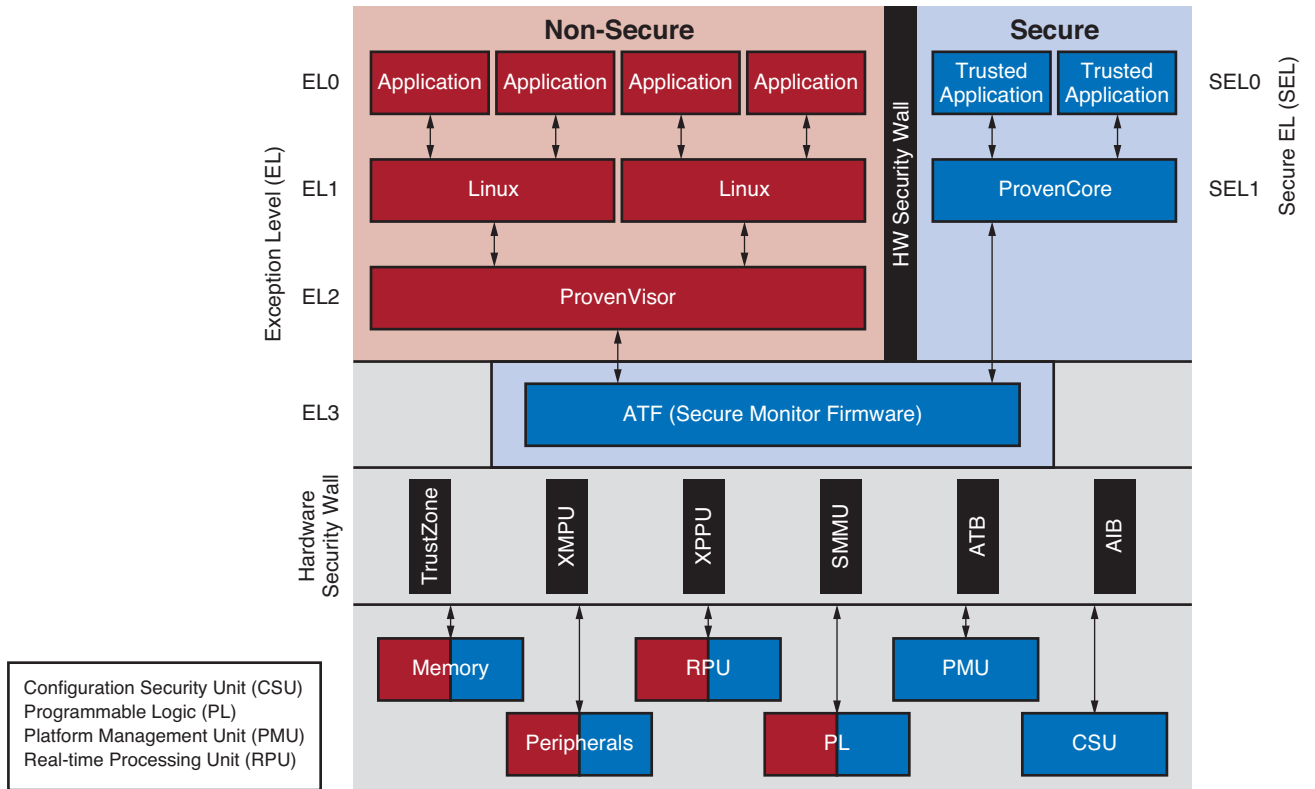 Non-Secure
Secure
EL0
Application
Application
Application
Application
Trusted
Application
Trusted
Application
SEL0
Secure EL (SEL)
Exception Level (EL)
HW Security Wall
EL1
Linux
Linux
ProvenCore
SEL1
EL2
ProvenVisor
EL3
ATF (Secure Monitor Firmware)
Hardware
Security Wall
TrustZone
XMPU
XPPU
SMMU
ATB
AIB
Memory
RPU
PMU
Peripherals
PL
CSU
Configuration Security Unit (CSU)
Programmable Logic (PL)
Platform Management Unit (PMU)
Real-time Processing Unit (RPU)